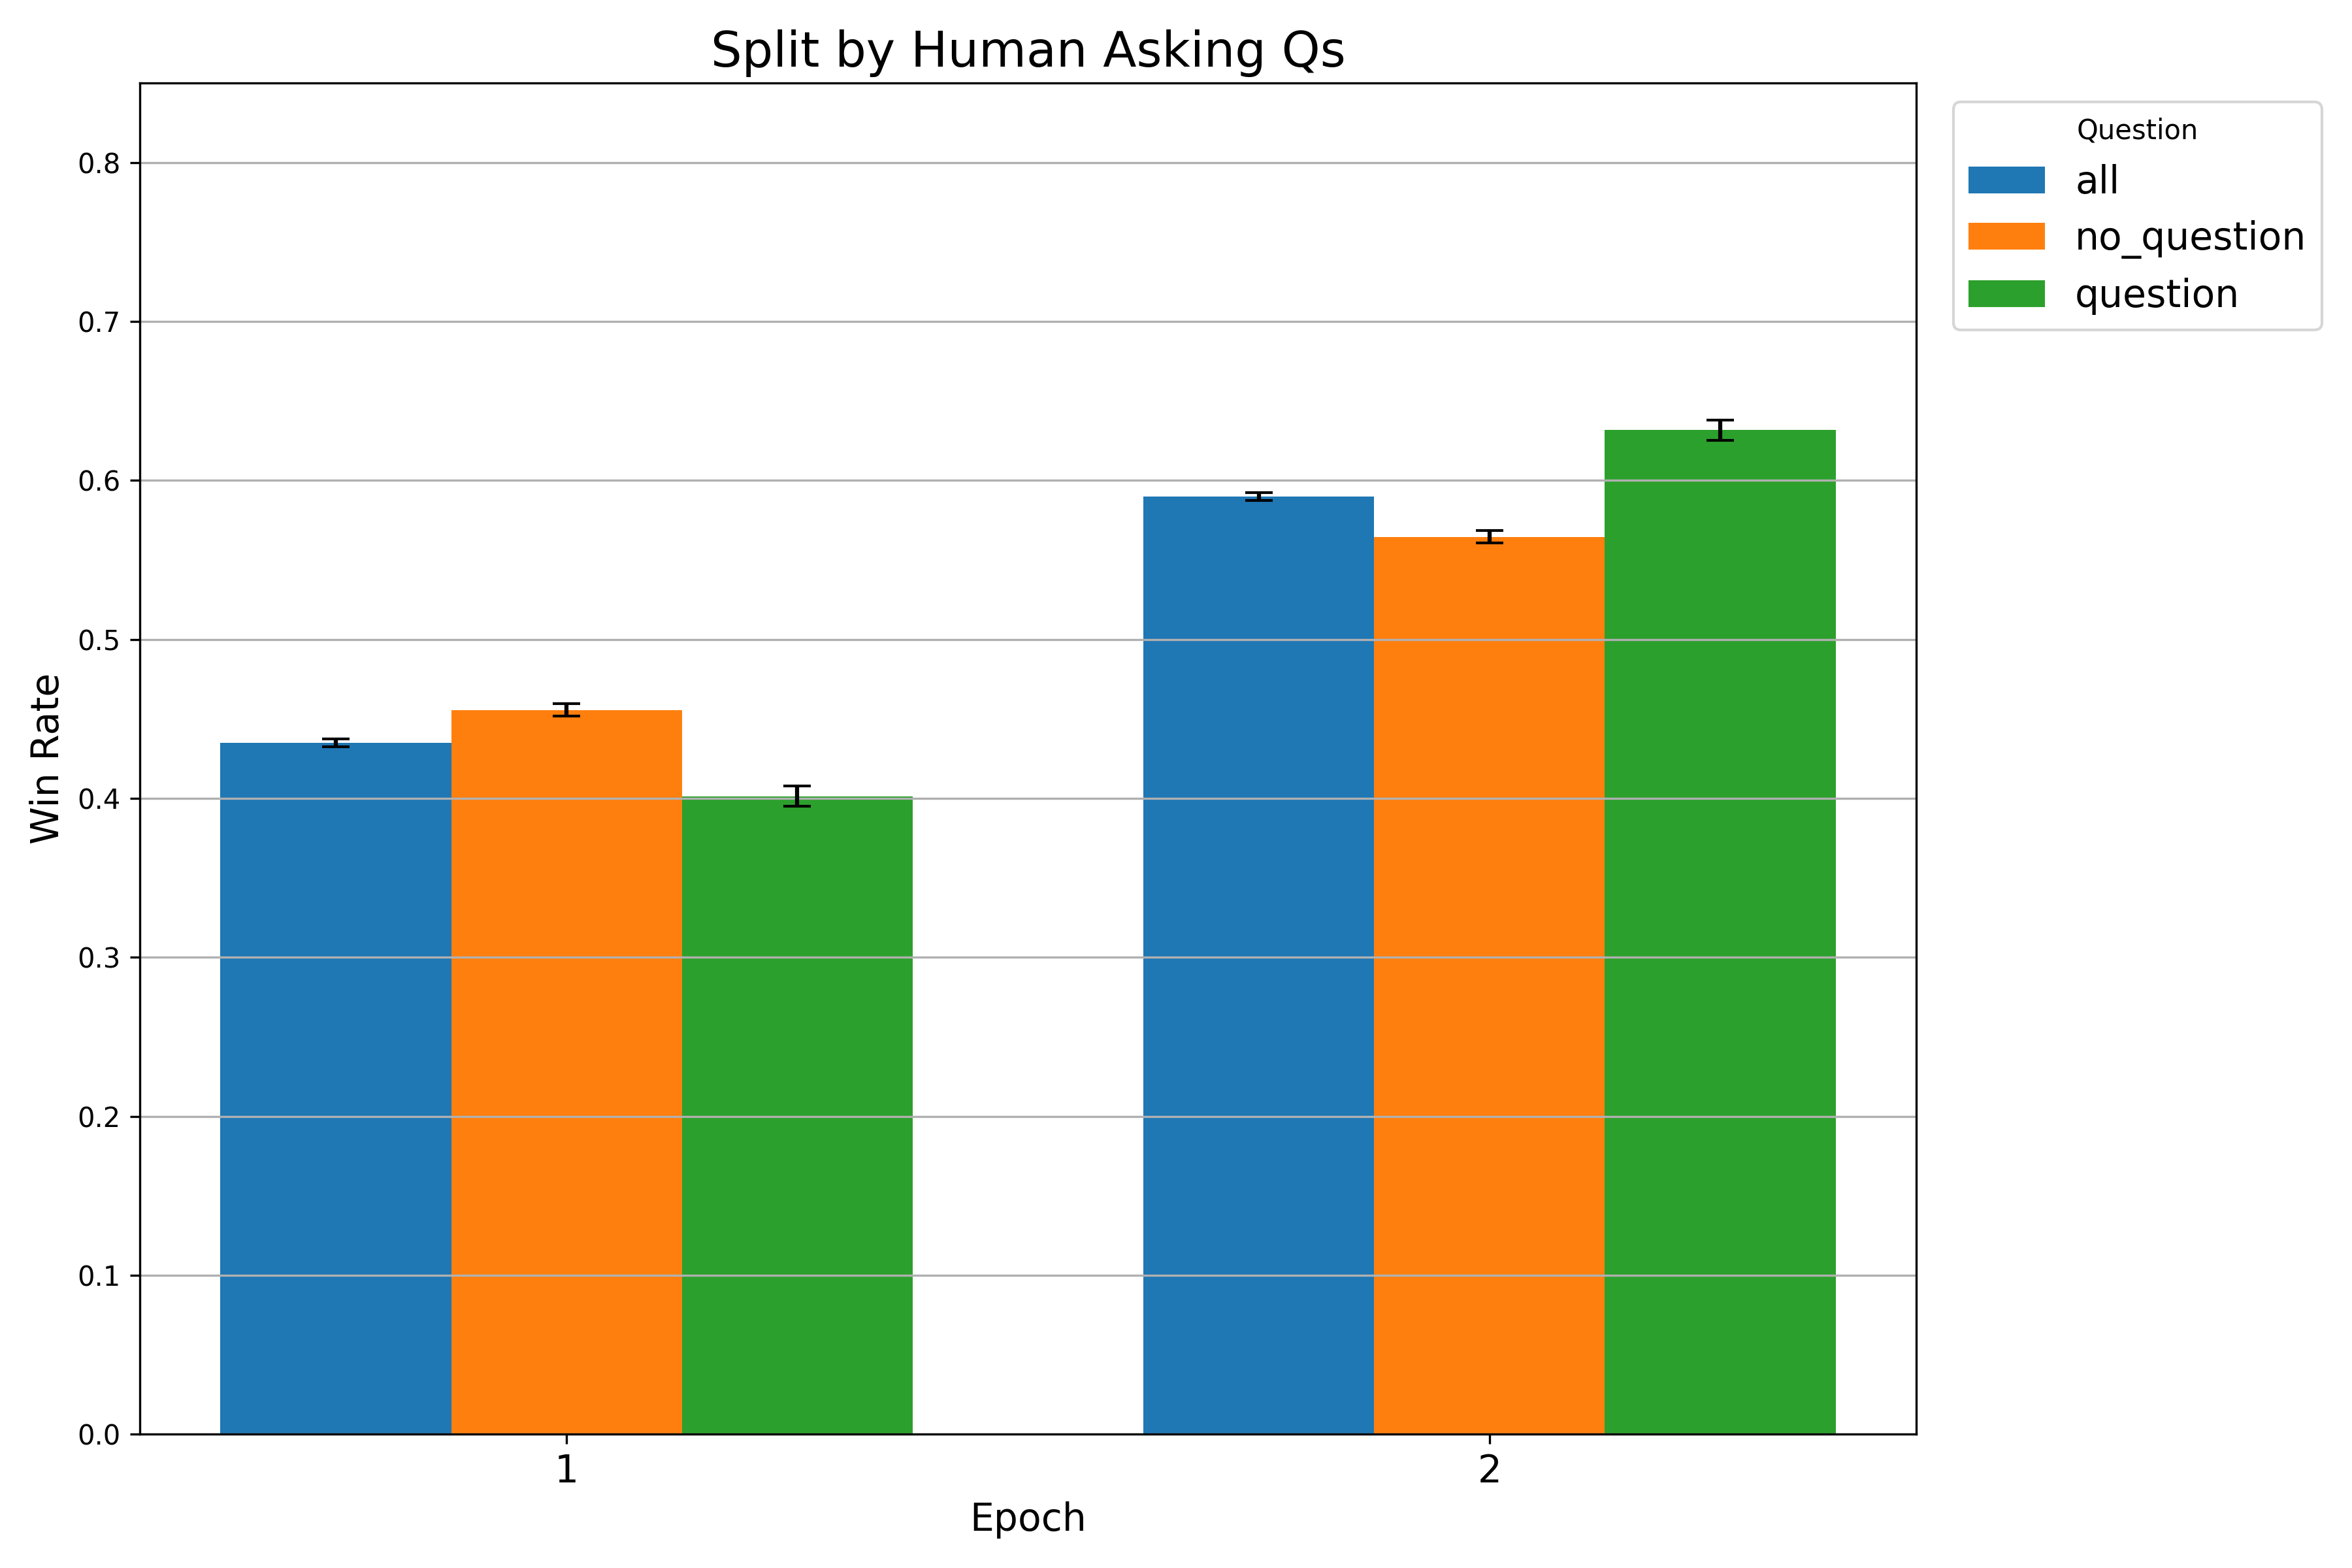 Split by Human Asking Qs
Question
all
no_question
question
Win Rate
0.8
0.7
0.6
0.5
0.4
0.3
0.2
0.1
0.0
1
2
Epoch